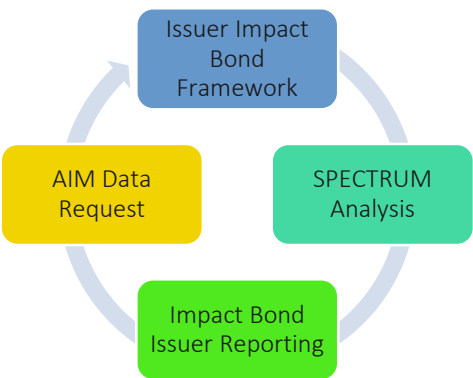 Issuer Impact
Bond
Framework
AIM Data
Request
SPECTRUM
Analysis
Impact Bond
Issuer Reporting